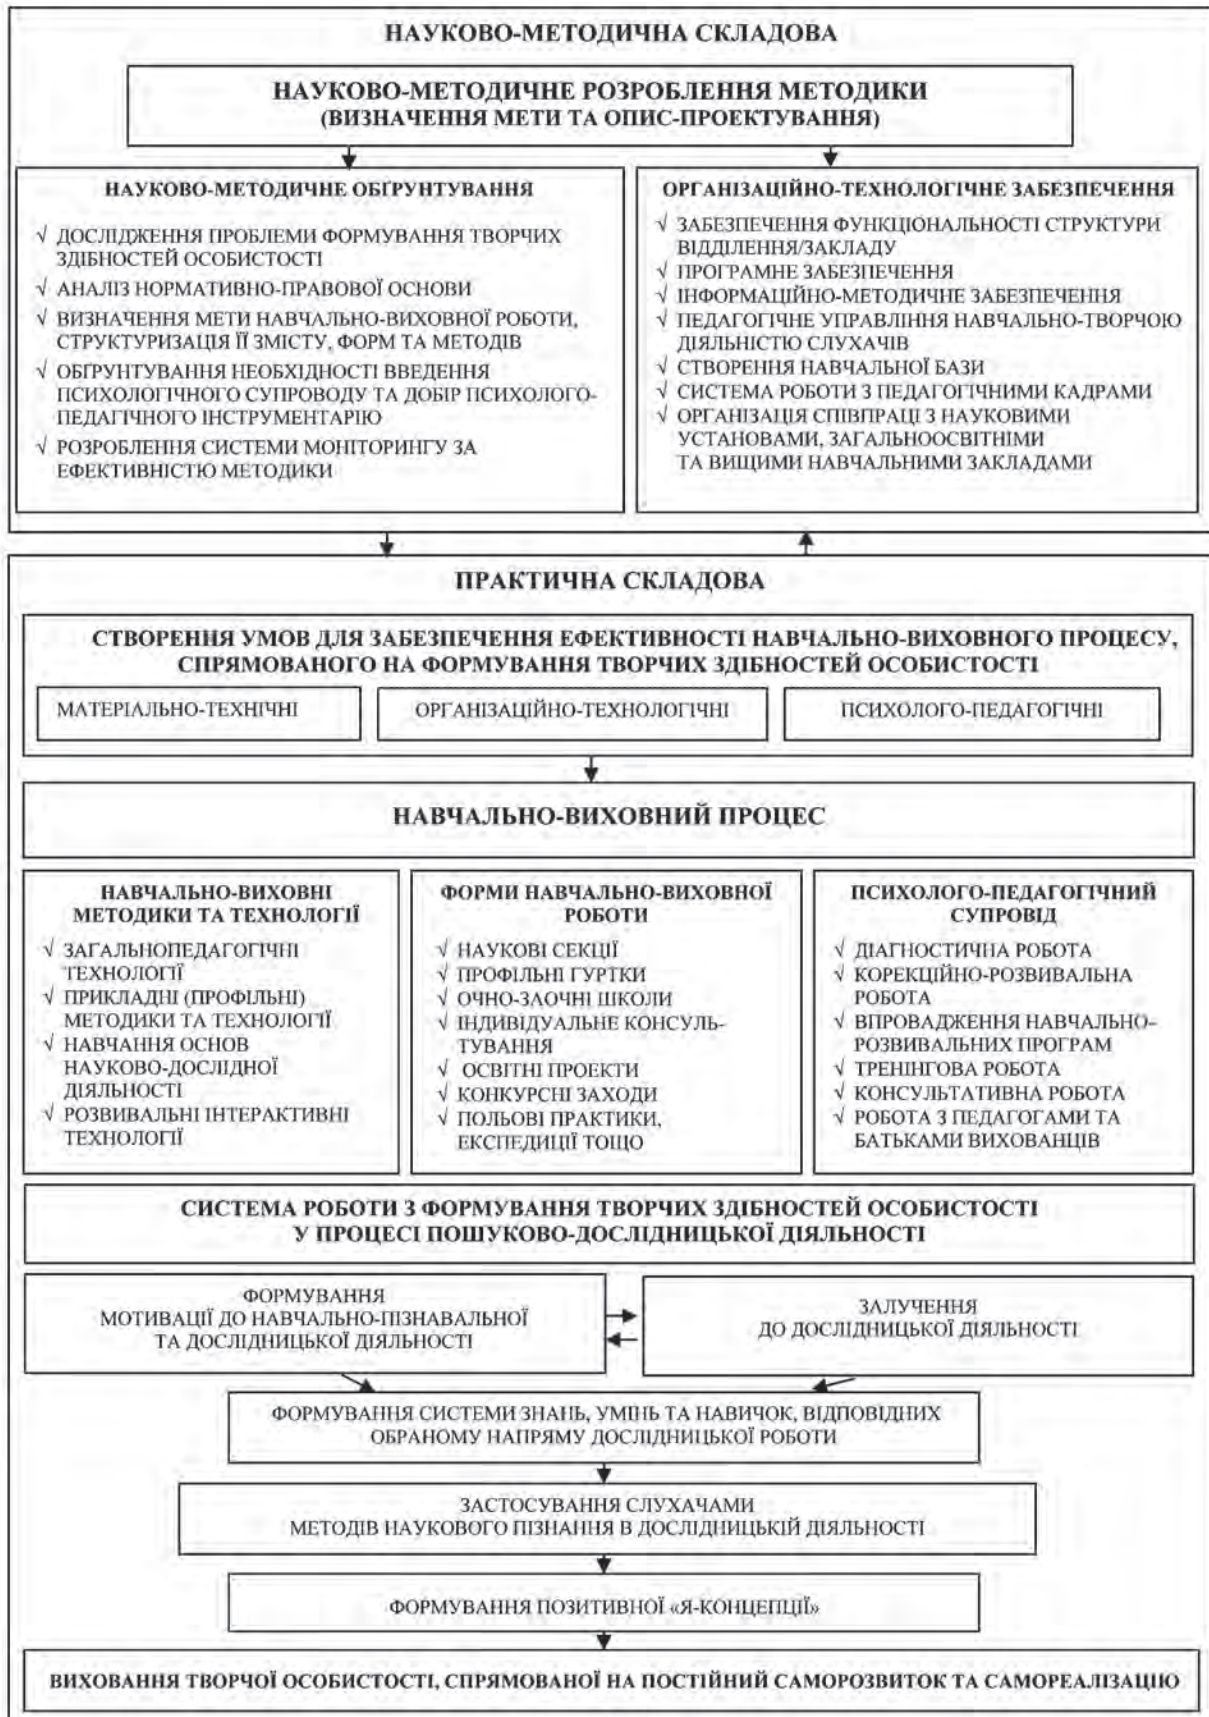 НАУКОВО-МЕТОДИЧНА СКЛАДОВА
НАУКОВО-МЕТОДИЧНЕ РОЗРОБЛЕННЯ МЕТОДИКИ
(ВИЗНАЧЕННЯ МЕТИ ТА ОПИС-ПРОЕКТУВАННЯ)
НАУКОВО-МЕТОДИЧНЕ ОБҐРУНТУВАННЯ
√ ДОСЛІДЖЕННЯ ПРОБЛЕМИ ФОРМУВАННЯ ТВОРЧИХ
ЗДІБНОСТЕЙ ОСОБИСТОСТІ
√ АНАЛІЗ НОРМАТИВНО-ПРАВОВОЇ ОСНОВИ
√ ВИЗНАЧЕННЯ МЕТИ НАВЧАЛЬНО-ВИХОВНОЇ РОБОТИ,
СТРУКТУРИЗАЦІЯ ЇЇ ЗМІСТУ, ФОРМ ТА МЕТОДІВ
√ ОБҐРУНТУВАННЯ НЕОБХІДНОСТІ ВВЕДЕННЯ
ПСИХОЛОГІЧНОГО СУПРОВОДУ ТА ДОБІР ПСИХОЛОГО-
ПЕДАГІЧНОГО ІНСТРУМЕНТАРІЮ
√ РОЗРОБЛЕННЯ СИСТЕМИ МОНІТОРИНГУ ЗА
ЕФЕКТИВНІСТЮ МЕТОДИКИ
ОРГАНІЗАЦІЙНО-ТЕХНОЛОГІЧНЕ ЗАБЕЗПЕЧЕННЯ
√ ЗАБЕЗПЕЧЕННЯ ФУНКЦІОНАЛЬНОСТІ СТРУКТУРИ
ВІДДІЛЕННЯ/ЗАКЛАДУ
√ ПРОГРАМНЕ ЗАБЕЗПЕЧЕННЯ
√ ІНФОРМАЦІЙНО-МЕТОДИЧНЕ ЗАБЕЗПЕЧЕННЯ
√ ПЕДАГОГІЧНЕ УПРАВЛІННЯ НАВЧАЛЬНО-ТВОРЧОЮ
ДІЯЛЬНІСТЮ СЛУХАЧІВ
√ СТВОРЕННЯ НАВЧАЛЬНОЇ БАЗИ
√ СИСТЕМА РОБОТИ З ПЕДАГОГІЧНИМИ КАДРАМИ
√ ОРГАНІЗАЦІЯ СПІВПРАЦІ З НАУКОВИМИ
УСТАНОВАМИ, ЗАГАЛЬНООСВІТНІМИ
ТА ВИЩИМИ НАВЧАЛЬНИМИ ЗАКЛАДАМИ
ПРАКТИЧНА СКЛАДОВА
СТВОРЕННЯ УМОВ ДЛЯ ЗАБЕЗПЕЧЕННЯ ЕФЕКТИВНОСТІ НАВЧАЛЬНО-ВИХОВНОГО ПРОЦЕСУ,
СПРЯМОВАНОГО НА ФОРМУВАННЯ ТВОРЧИХ ЗДІБНОСТЕЙ ОСОБИСТОСТІ
МАТЕРІАЛЬНО-ТЕХНІЧНІ
ОРГАНІЗАЦІЙНО-ТЕХНОЛОГІЧНІ
ПСИХОЛОГО-ПЕДАГОГІЧНІ
НАВЧАЛЬНО-ВИХОВНИЙ ПРОЦЕС
НАВЧАЛЬНО-ВИХОВНІ
МЕТОДИКИ ТА ТЕХНОЛОГІЇ
√ ЗАГАЛЬНОПЕДАГОГІЧНІ
ТЕХНОЛОГІЇ
√ ПРИКЛАДНІ (ПРОФІЛЬНІ)
МЕТОДИКИ ТА ТЕХНОЛОГІЇ
√ НАВЧАННЯ ОСНОВ
НАУКОВО-ДОСЛІДНОЇ
ДІЯЛЬНОСТІ
√ РОЗВИВАЛЬНІ ІНТЕРАКТИВНІ
ТЕХНОЛОГІЇ
ФОРМИ НАВЧАЛЬНО-ВИХОВНОЇ
РОБОТИ
√ НАУКОВІ СЕКЦІЇ
√ ПРОФІЛЬНІ ГУРТКИ
√ ОЧНО-ЗАОЧНІ ШКОЛИ
√ ІНДИВІДУАЛЬНЕ КОНСУЛЬ-
ТУВАННЯ
√ ОСВІТНІ ПРОЕКТИ
√ КОНКУРСНІ ЗАХОДИ
√ ПОЛЬОВІ ПРАКТИКИ,
ЕКСПЕДИЦІЇ ТОЩО
ПСИХОЛОГО-ПЕДАГОГІЧНИЙ
СУПРОВІД
√ ДІАГНОСТИЧНА РОБОТА
√ КОРЕКЦІЙНО-РОЗВИВАЛЬНА
РОБОТА
√ ВПРОВАДЖЕННЯ НАВЧАЛЬНО-
РОЗВИВАЛЬНИХ ПРОГРАМ
√ ТРЕНІНГОВА РОБОТА
√ КОНСУЛЬТАТИВНА РОБОТА
√ РОБОТА З ПЕДАГОГАМИ ТА
БАТЬКАМИ ВИХОВАНЦІВ
СИСТЕМА РОБОТИ З ФОРМУВАННЯ ТВОРЧИХ ЗДІБНОСТЕЙ ОСОБИСТОСТІ
У ПРОЦЕСІ ПОШУКОВО-ДОСЛІДНИЦЬКОЇ ДІЯЛЬНОСТІ
ФОРМУВАННЯ
МОТИВАЦІЇ ДО НАВЧАЛЬНО-ПІЗНАВАЛЬНОЇ
ТА ДОСЛІДНИЦЬКОЇ ДІЯЛЬНОСТІ
ЗАЛУЧЕННЯ
ДО ДОСЛІДНИЦЬКОЇ ДІЯЛЬНОСТІ
ФОРМУВАННЯ СИСТЕМИ ЗНАНЬ, УМІНЬ ТА НАВИЧОК, ВІДПОВІДНИХ
ОБРАНОМУ НАПРЯМУ ДОСЛІДНИЦЬКОЇ РОБОТИ
ЗАСТОСУВАННЯ СЛУХАЧАМИ
МЕТОДІВ НАУКОВОГО ПІЗНАННЯ В ДОСЛІДНИЦЬКІЙ ДІЯЛЬНОСТІ
ФОРМУВАННЯ ПОЗИТИВНОЇ «Я-КОНЦЕПЦІЇ»
ВИХОВАННЯ ТВОРЧОЇ ОСОБИСТОСТІ, СПРЯМОВАНОЇ НА ПОСТІЙНИЙ САМОРОЗВИТОК ТА САМОРЕАЛІЗАЦІЮ